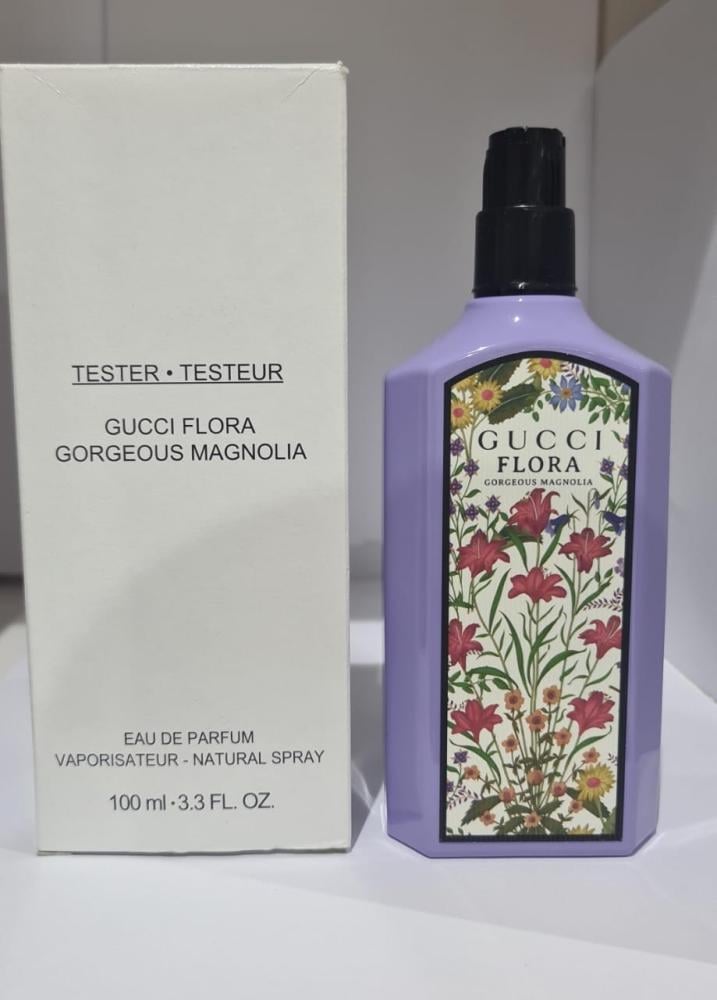 TESTER • TESTEUR
GUCCI FLORA
GORGEOUS MAGNOLIA
EAU DE PARFUM
VAPORISATEUR - NATURAL SPRAY
100 ml • 3.3 FL. OZ.
GUCCI
FLORA
GORGEOUS MAGNOLIA